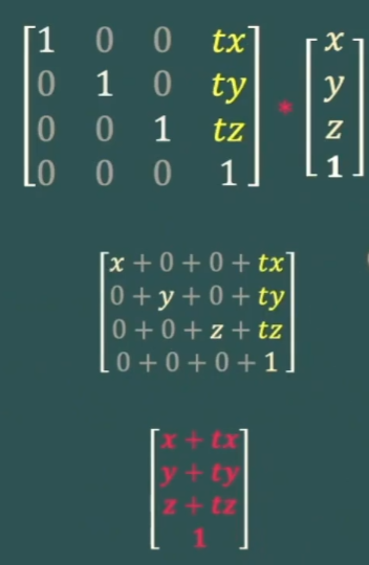 1 0 0 tx x
0 1 0 ty * y
0 0 1 tz z
0 0 0 1 1
x + 0 + 0 + tx
0 + y + 0 + ty
0 + 0 + z + tz
0 + 0 + 0 + 1
x + tx
y + ty
z + tz
1